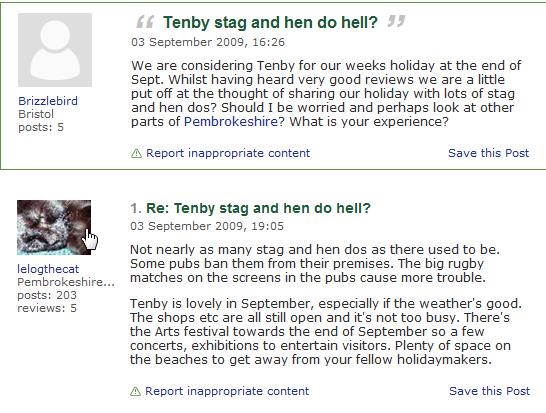 “ Tenby stag and hen do hell? ”
03 September 2009, 16:26
We are considering Tenby for our weeks holiday at the end of
Sept. Whilst having heard very good reviews we are a little
put off at the thought of sharing our holiday with lots of stag
and hen dos? Should I be worried and perhaps look at other
parts of Pembrokeshire? What is your experience?
Brizzlebird
Bristol
posts: 5
Report inappropriate content
Save this Post
1. Re: Tenby stag and hen do hell?
03 September 2009, 19:05
Not nearly as many stag and hen dos as there used to be.
Some pubs ban them from their premises. The big rugby
matches on the screens in the pubs cause more trouble.
lelogthecat
Pembrokeshire...
posts: 203
reviews: 5
Tenby is lovely in September, especially if the weather's good.
The shops etc are all still open and it's not too busy. There's
the Arts festival towards the end of September so a few
concerts, exhibitions to entertain visitors. Plenty of space on
the beaches to get away from your fellow holidaymakers.
Report inappropriate content
Save this Post